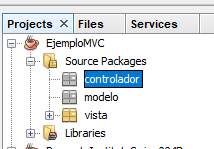 Projects × Files Services
EjemploMVC
Source Packages
controlador
modelo
vista
Libraries